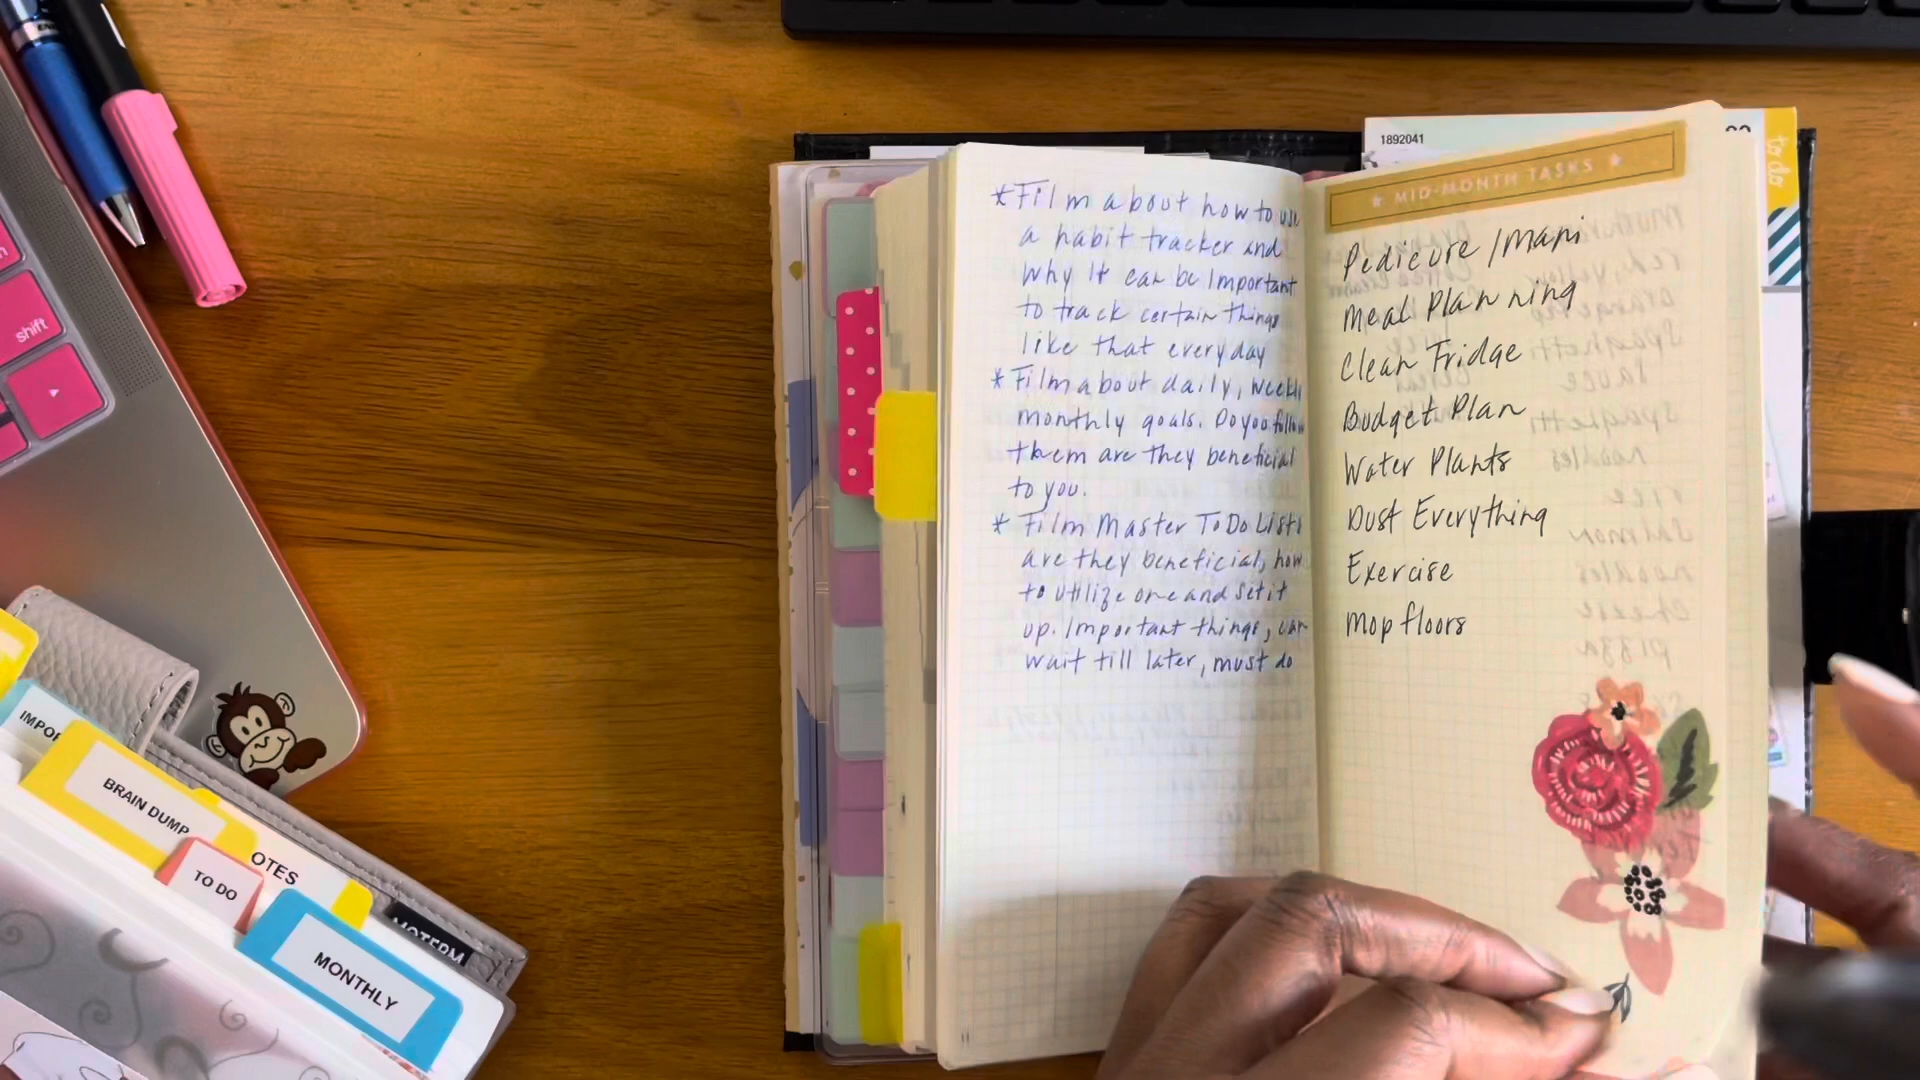 shift
IMPOR
BRAIN DUMP
OTES
TO DO
MOTERM
MONTHLY
*Film about how to use
a habit tracker and
why it can be important
to track certain things
like that everyday
*Film about daily, weekly
monthly goals. Do you follow
them are they beneficial
to you.
* Film Master To Do Lists
are they beneficial, how
to utilize one and set it
up. Important things, can
wait till later, must do
1892041
to do
★ MID-MONTH TASKS ★
Pedicure / Mani
Meal Planning
Clean Fridge
Budget Plan
Water Plants
Dust Everything
Exercise
Mop floors